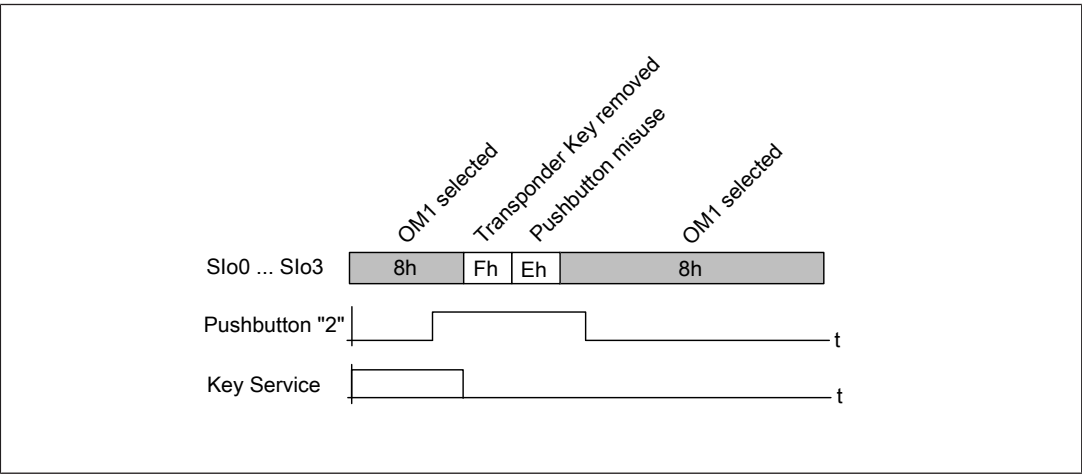 OM1 selected
Transponder Key removed
Pushbutton misuse
OM1 selected
SIo0 ... SIo3 8h Fh Eh 8h
Pushbutton "2" t
Key Service t